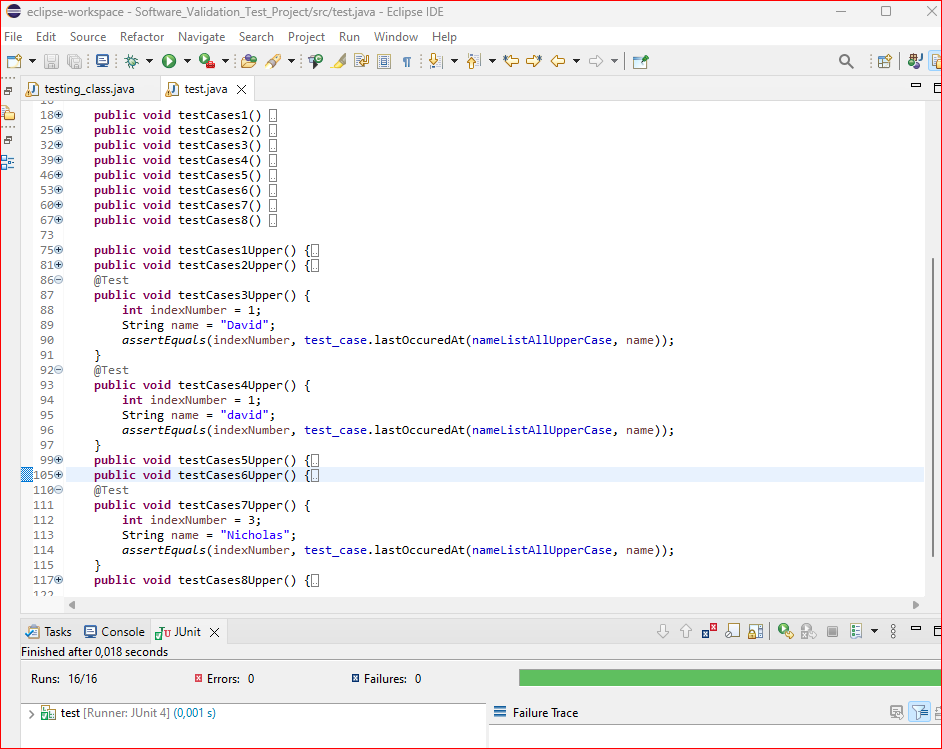 eclipse-workspace - Software_Validation_Test_Project/src/test.java - Eclipse IDE
File Edit Source Refactor Navigate Search Project Run Window Help
testing_class.java test.java
18 public void testCases1()
25 public void testCases2()
32 public void testCases3()
39 public void testCases4()
46 public void testCases5()
53 public void testCases6()
60 public void testCases7()
67 public void testCases8()
73
75 public void testCases1Upper() {
81 public void testCases2Upper() {
86 @Test
87 public void testCases3Upper() {
88 int indexNumber = 1;
89 String name = "David";
90 assertEquals(indexNumber, test_case.lastOccuredAt(nameListAllUpperCase, name));
91 }
92 @Test
93 public void testCases4Upper() {
94 int indexNumber = 1;
95 String name = "david";
96 assertEquals(indexNumber, test_case.lastOccuredAt(nameListAllUpperCase, name));
97 }
99 public void testCases5Upper() {
105 public void testCases6Upper() {
110 @Test
111 public void testCases7Upper() {
112 int indexNumber = 3;
113 String name = "Nicholas";
114 assertEquals(indexNumber, test_case.lastOccuredAt(nameListAllUpperCase, name));
115 }
117 public void testCases8Upper() {
122
Tasks Console JUnit
Finished after 0,018 seconds
Runs: 16/16 Errors: 0 Failures: 0
test [Runner: JUnit 4] (0,001 s) Failure Trace